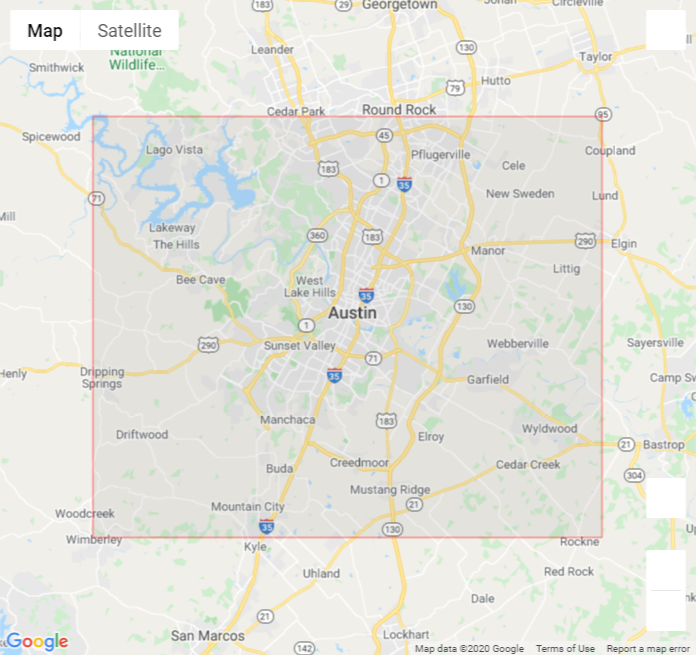 183
29
Georgetown
Jonah
Circleville
Map
Satellite
130
Leander
National
Wildlife...
Taylor
Smithwick
Hutto
79
Cedar Park
Round Rock
95
Spicewood
45
Coupland
Lago Vista
Pflugerville
183
Cele
1
35
71
New Sweden
Lund
Mill
Lakeway
360
183
The Hills
290
Elgin
Manor
Littig
Bee Cave
West
Lake Hills
35
130
Austin
1
290
Sunset Valley
Webberville
Sayersville
71
Henly
Dripping
Springs
35
Garfield
Camp Sw
Manchaca
183
Driftwood
Elroy
Wyldwood
21
Bastrop
Buda
Creedmoor
Cedar Creek
304
Mustang Ridge
Mountain City
21
Woodcreek
35
130
Wimberley
Kyle
Rockne
Uhland
Red Rock
Dale
21
San Marcos
Lockhart
142
Google
Map data ©2020 Google
Terms of Use
Report a map error